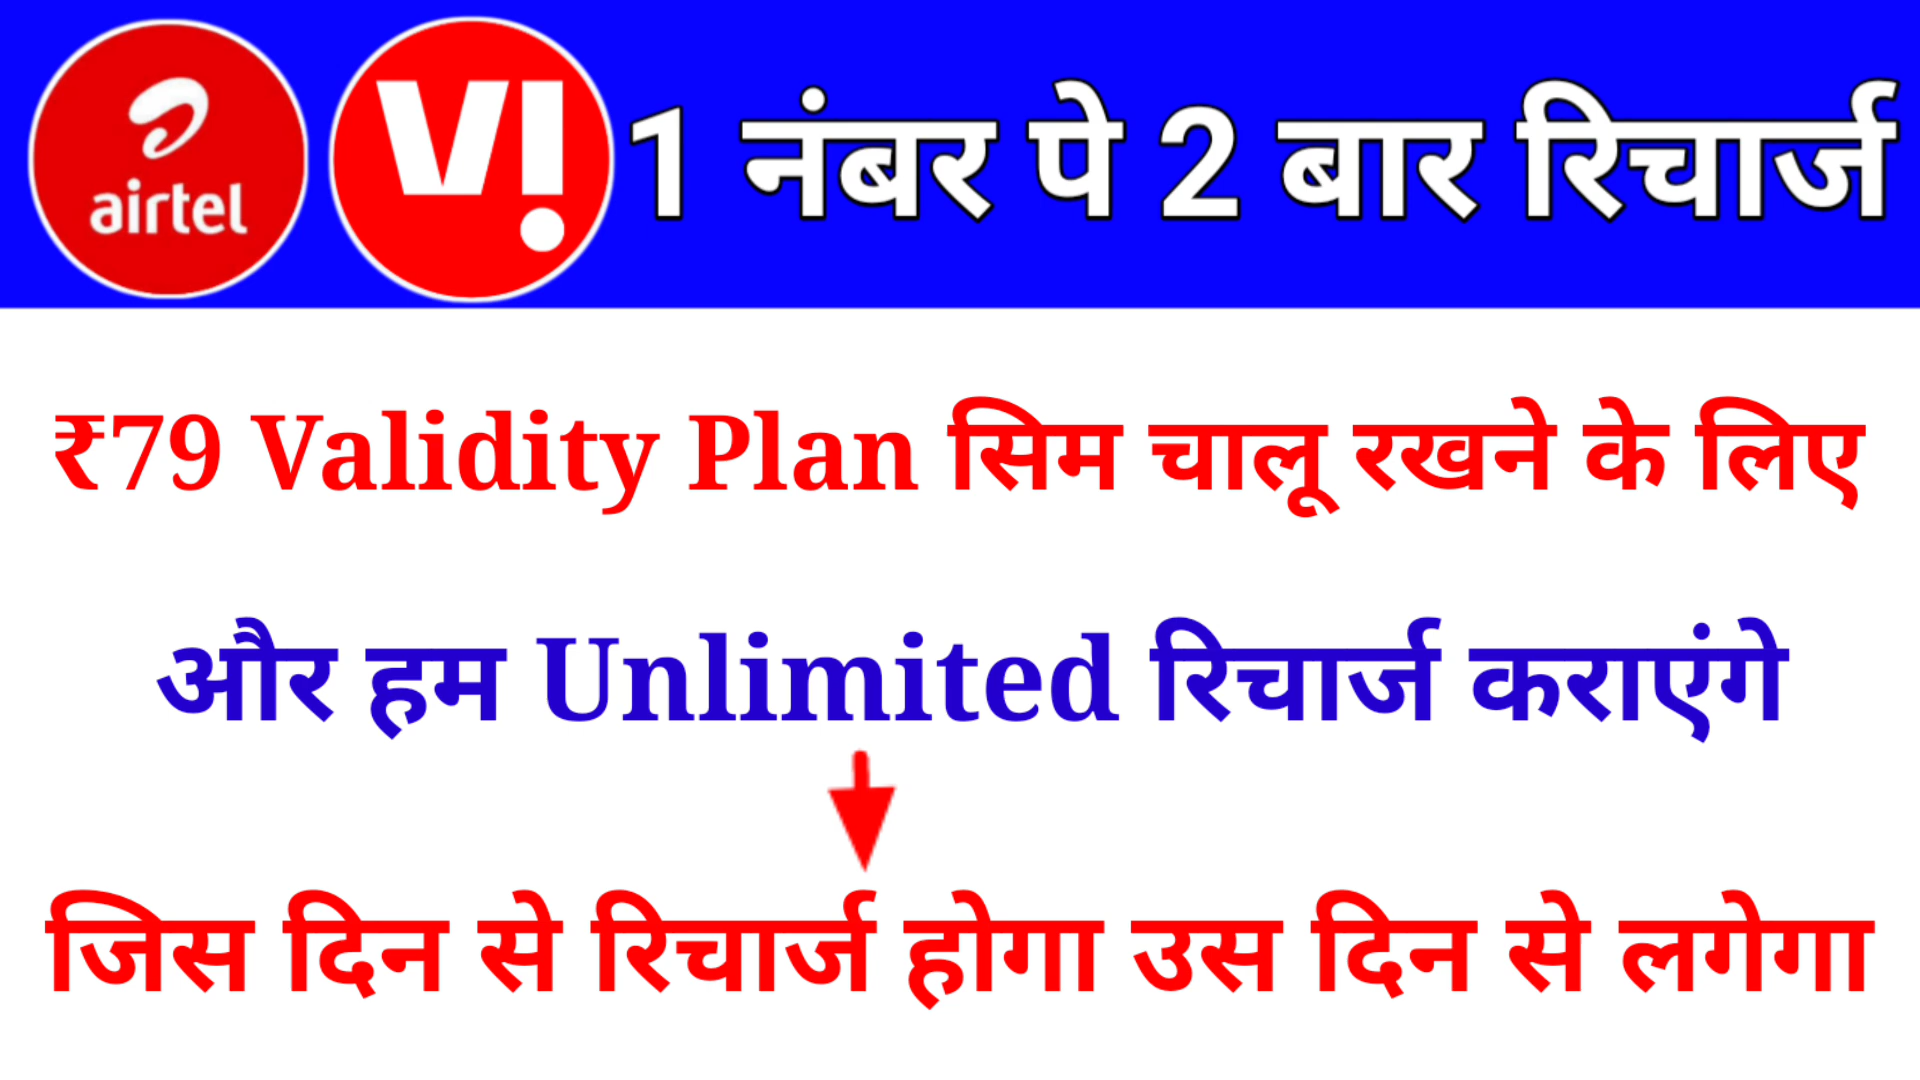 airtel
VI
1 नंबर पे 2 बार रिचार्ज
₹79 Validity Plan सिम चालू रखने के लिए
और हम Unlimited रिचार्ज कराएंगे
जिस दिन से रिचार्ज होगा उस दिन से लगेगा